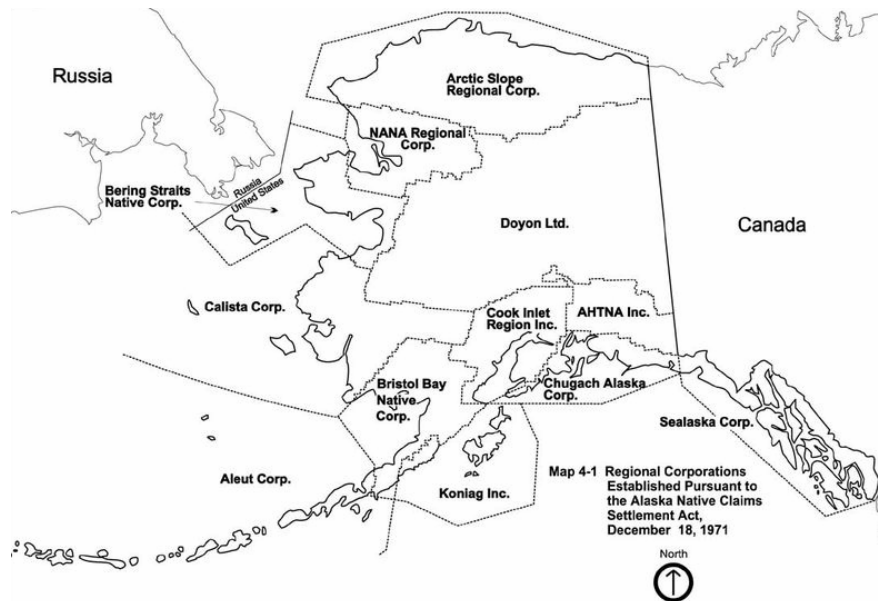 Russia
Arctic Slope
Regional Corp.
NANA Regional
Corp.
Russia
United States
Bering Straits
Native Corp.
Doyon Ltd.
Canada
Calista Corp.
Cook Inlet
Region Inc.
AHTNA Inc.
Bristol Bay
Native
Corp.
Chugach Alaska
Corp.
Sealaska Corp.
Aleut Corp.
Koniag Inc.
Map 4-1 Regional Corporations
Established Pursuant to
the Alaska Native Claims
Settlement Act,
December 18, 1971
North